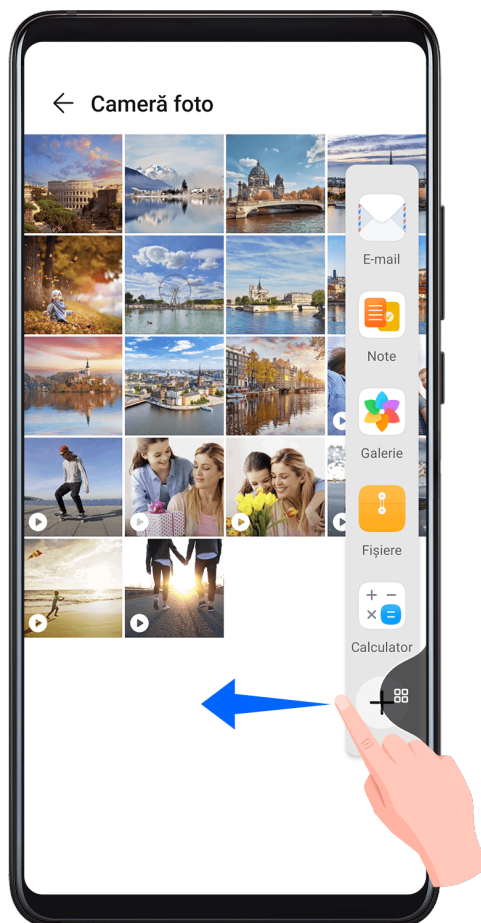 Cameră foto
E-mail
Note
Galerie
Fișiere
Calculator